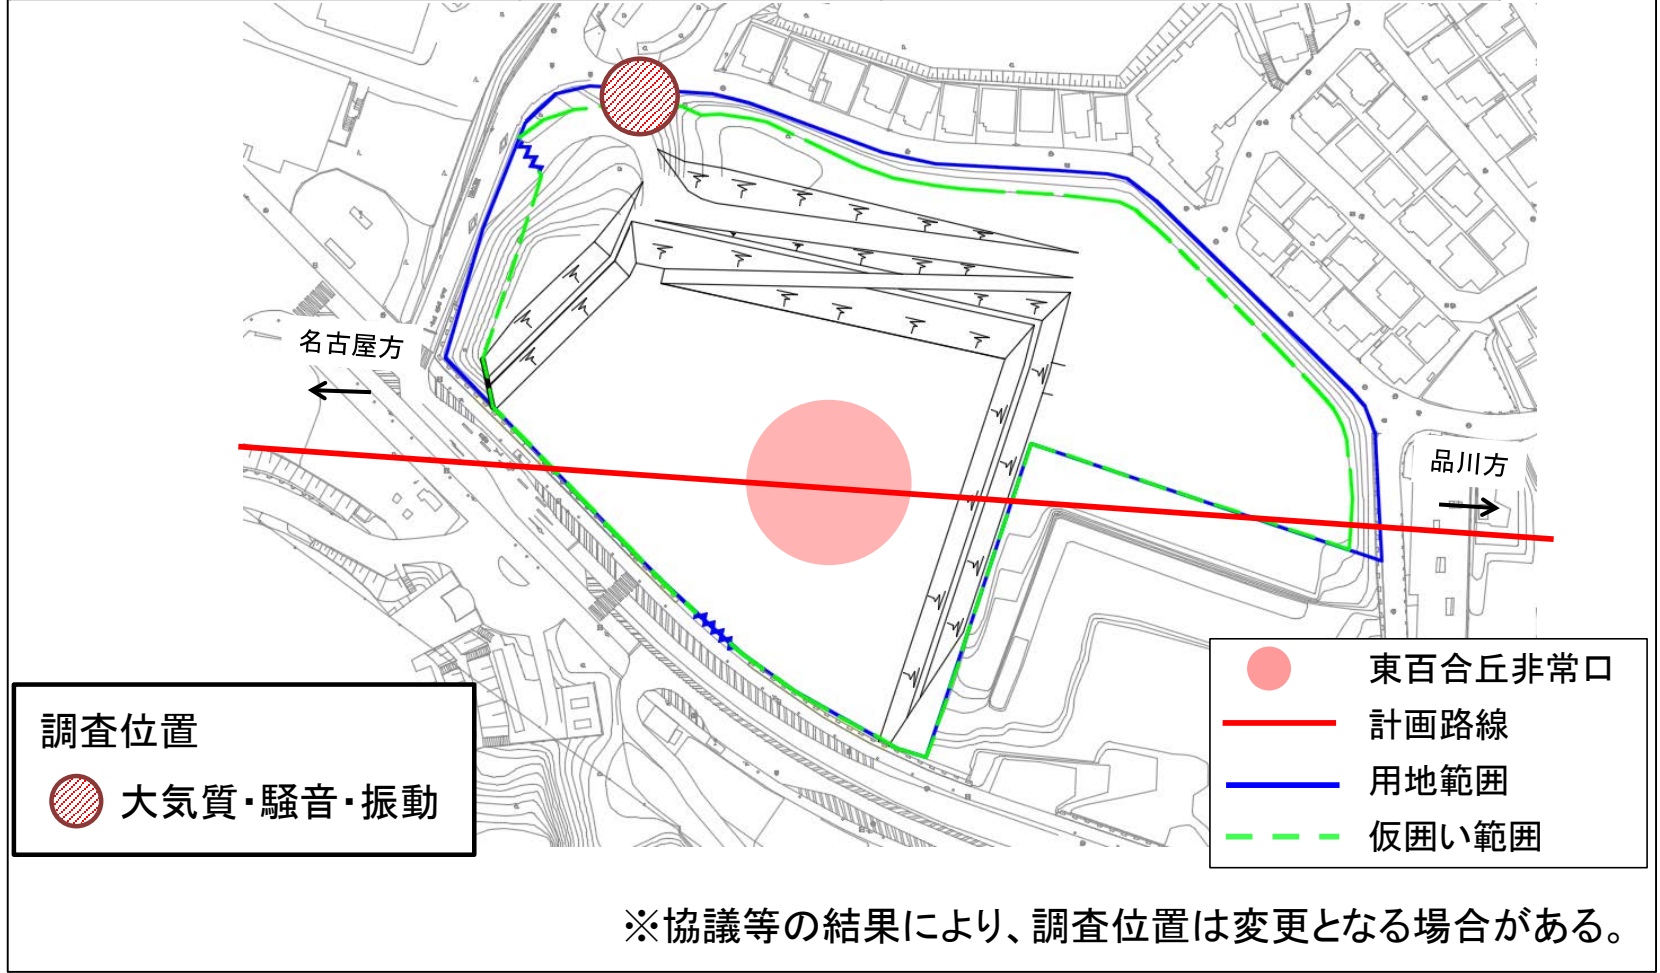 名古屋方
品川方
調査位置
大気質・騒音・振動
東百合丘非常口
計画路線
用地範囲
仮囲い範囲
※協議等の結果により、調査位置は変更となる場合がある。